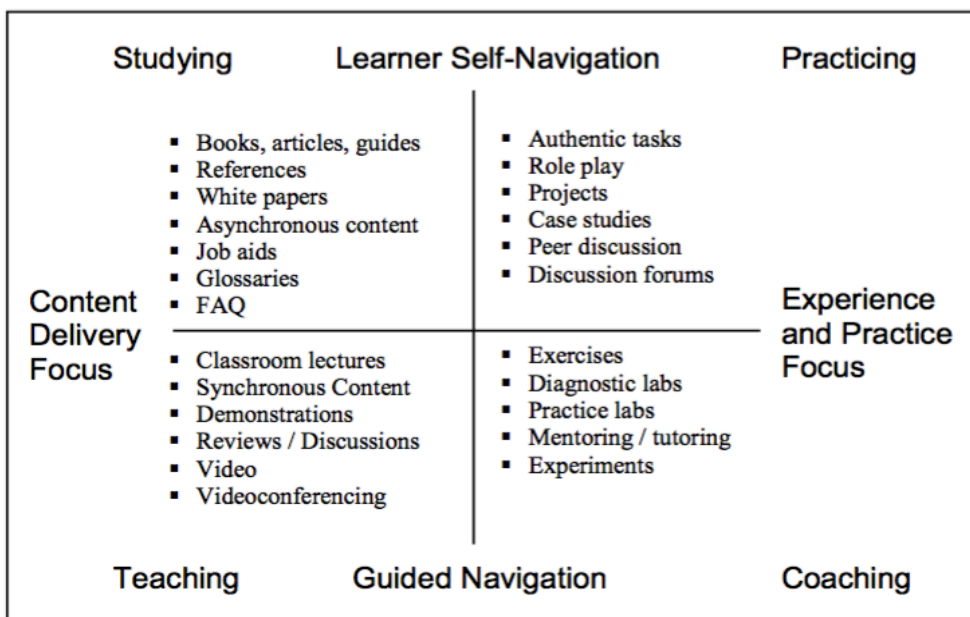 Studying
Learner Self-Navigation
Practicing
▪ Books, articles, guides
▪ References
▪ White papers
▪ Asynchronous content
▪ Job aids
▪ Glossaries
▪ FAQ
▪ Authentic tasks
▪ Role play
▪ Projects
▪ Case studies
▪ Peer discussion
▪ Discussion forums
Content
Delivery
Focus
Experience
and Practice
Focus
▪ Classroom lectures
▪ Synchronous Content
▪ Demonstrations
▪ Reviews / Discussions
▪ Video
▪ Videoconferencing
▪ Exercises
▪ Diagnostic labs
▪ Practice labs
▪ Mentoring / tutoring
▪ Experiments
Teaching
Guided Navigation
Coaching